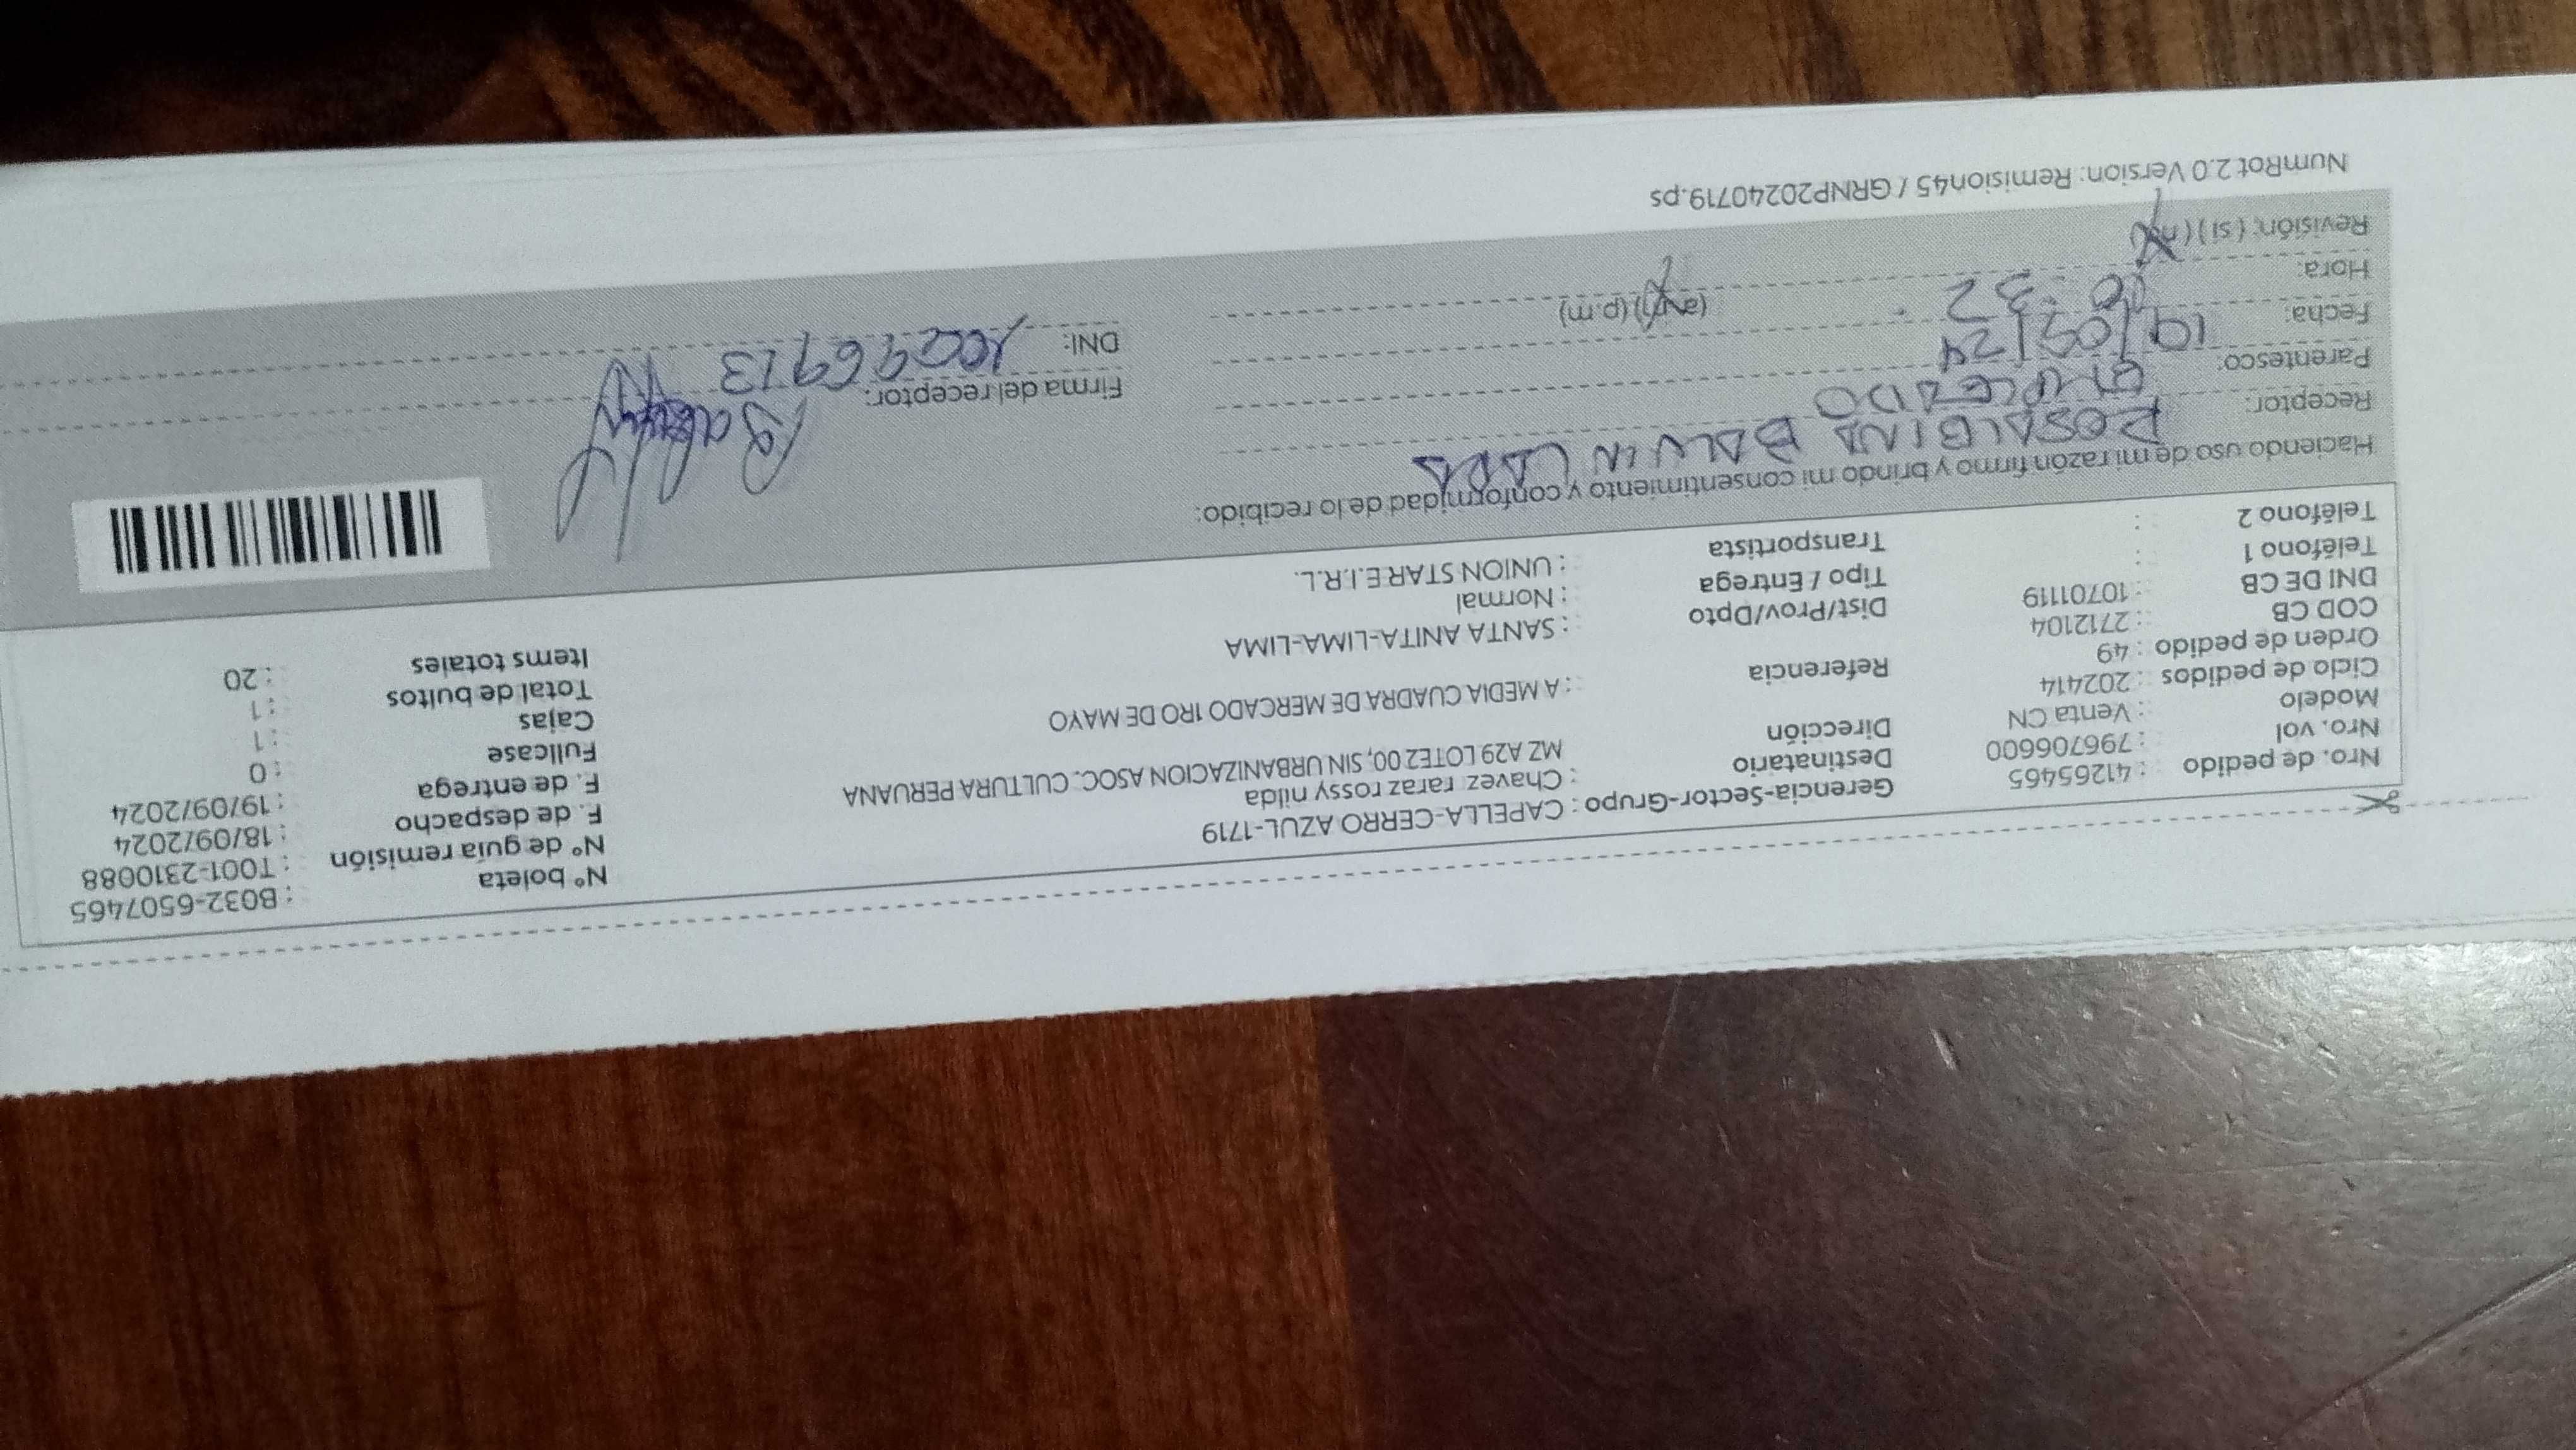 Nro. de pedido : 41265465
Nro. vol : 796706600
Modelo : Venta CN
Ciclo de pedidos : 202414
Orden de pedido : 49
COD CB : 2712104
DNI DE CB : 10701119
Teléfono 1 :
Teléfono 2 :
Gerencia-Sector-Grupo : CAPELLA-CERRO AZUL-1719
Destinatario : Chavez raraz rossy nilda
Dirección MZ A29 LOTE2 00, SIN URBANIZACION ASOC. CULTURA PERUANA
Referencia : A MEDIA CUADRA DE MERCADO 1RO DE MAYO
Dist/Prov/Dpto : SANTA ANITA-LIMA-LIMA
Tipo / Entrega : Normal
Transportista : UNION STAR E.I.R.L.
Nº boleta : B032-6507465
Nº de guía remisión : T001-2310088
F. de despacho : 18/09/2024
F. de entrega : 19/09/2024
Fullcase : 0
Cajas : 1
Total de bultos : 1
Items totales : 20
Haciendo uso de mi razón firmo y brindo mi consentimiento y conformidad de lo recibido:
Receptor: ROSALBINA BALVIN LARA
Parentesco: EMPLEADO
Fecha: 19/09/24
Hora: 10:32 (a.m) (p.m)
Revisión: (si) (no)
Firma del receptor:
DNI:
NumRot 2.0 Version: Remision45 / GRNP20240719.ps